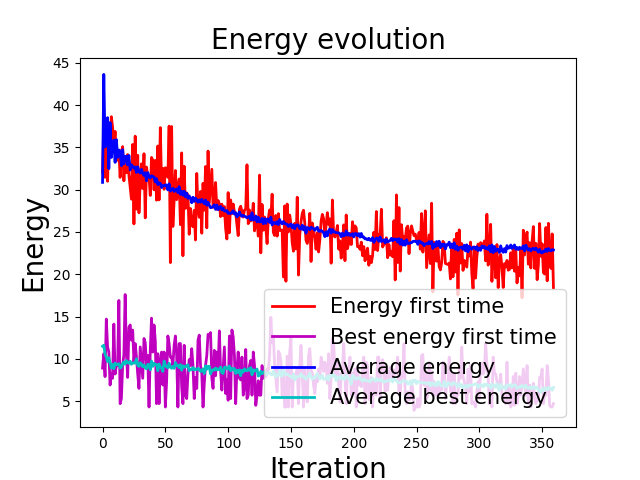 Energy evolution
45
40
35
30
25
20
15
10
5
Energy
0
50
100
150
200
250
300
350
Iteration
Energy first time
Best energy first time
Average energy
Average best energy